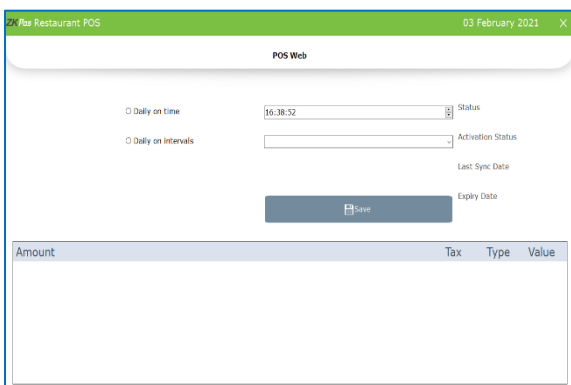 ZKPos Restaurant POS 03 February 2021 X
POS Web
Daily on time 16:38:52 Status
Daily on intervals Activation Status
Last Sync Date
Expiry Date
Save
Amount Tax Type Value